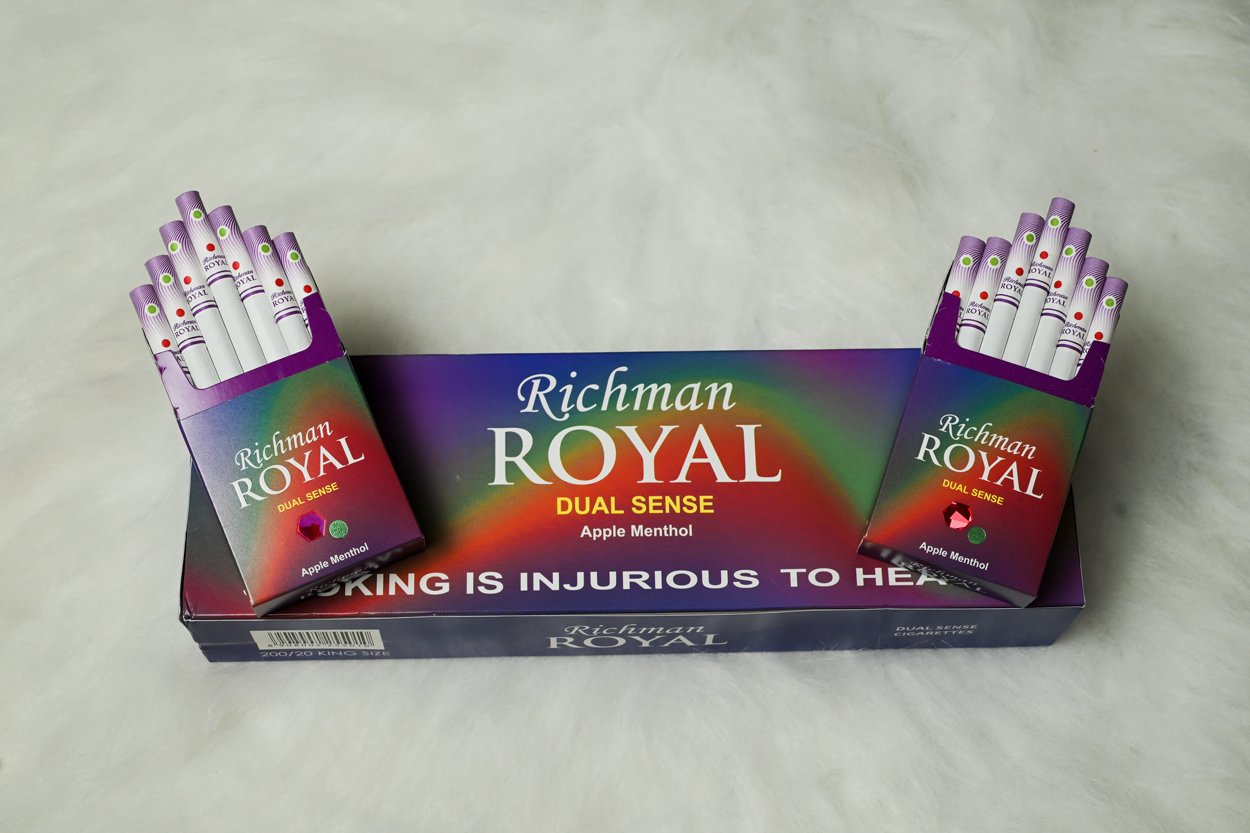 Richman
ROYAL
DUAL SENSE
Apple Menthol
Richman
ROYAL
DUAL SENSE
Apple Menthol
KING IS INJURIOUS TO HEA
Richman
ROYAL
DUAL SENSE
CIGARETTES
200/20 KING SIZE
Richman
ROYAL
DUAL SENSE
Apple Menthol